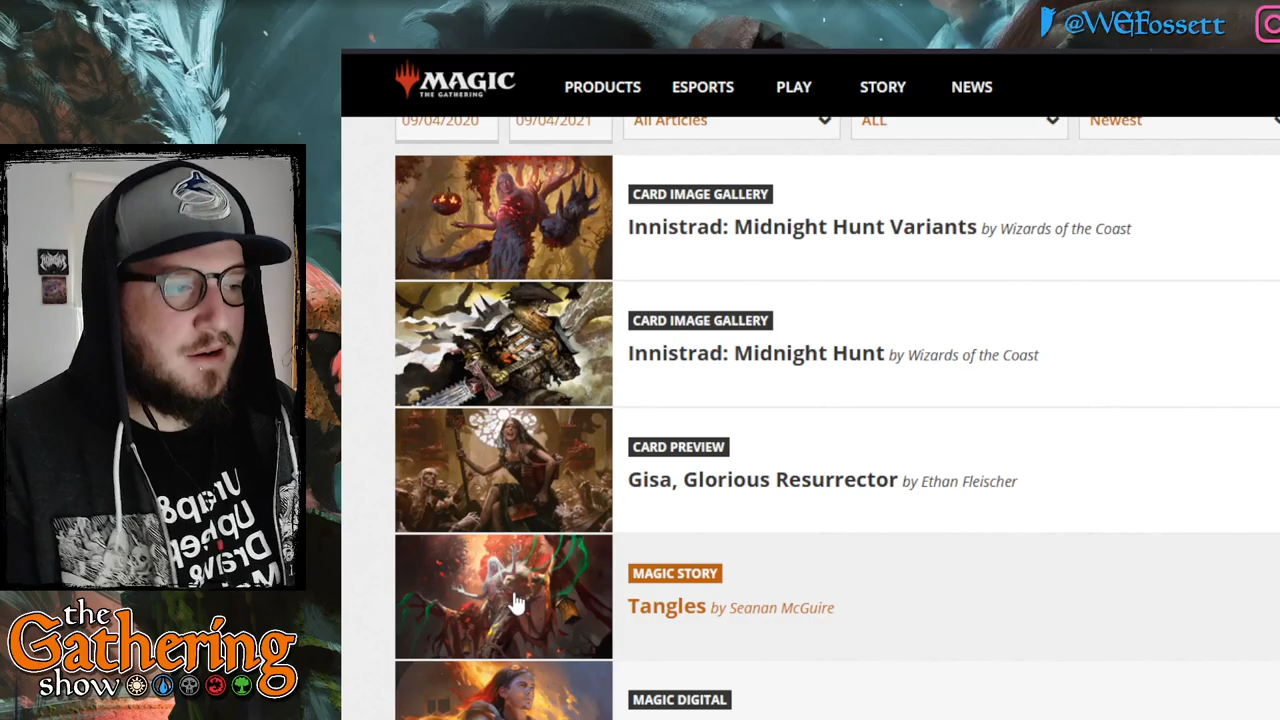 @WGFossett
MAGIC
THE GATHERING
PRODUCTS ESPORTS PLAY STORY NEWS
09/04/2020 09/04/2021 All Articles ALL Newest
CARD IMAGE GALLERY
Innistrad: Midnight Hunt Variants by Wizards of the Coast
CARD IMAGE GALLERY
Innistrad: Midnight Hunt by Wizards of the Coast
CARD PREVIEW
Gisa, Glorious Resurrector by Ethan Fleischer
MAGIC STORY
Tangles by Seanan McGuire
MAGIC DIGITAL
the
Gathering
show